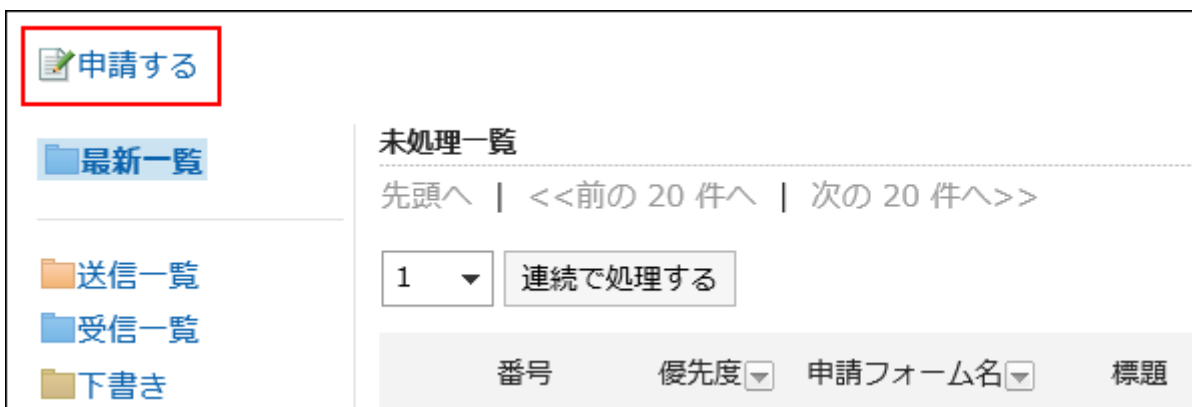 申請する
最新一覧
送信一覧
受信一覧
下書き
未処理一覧
先頭へ | <<前の 20 件へ | 次の 20 件へ>>
1 連続で処理する
番号 優先度 申請フォーム名 標題